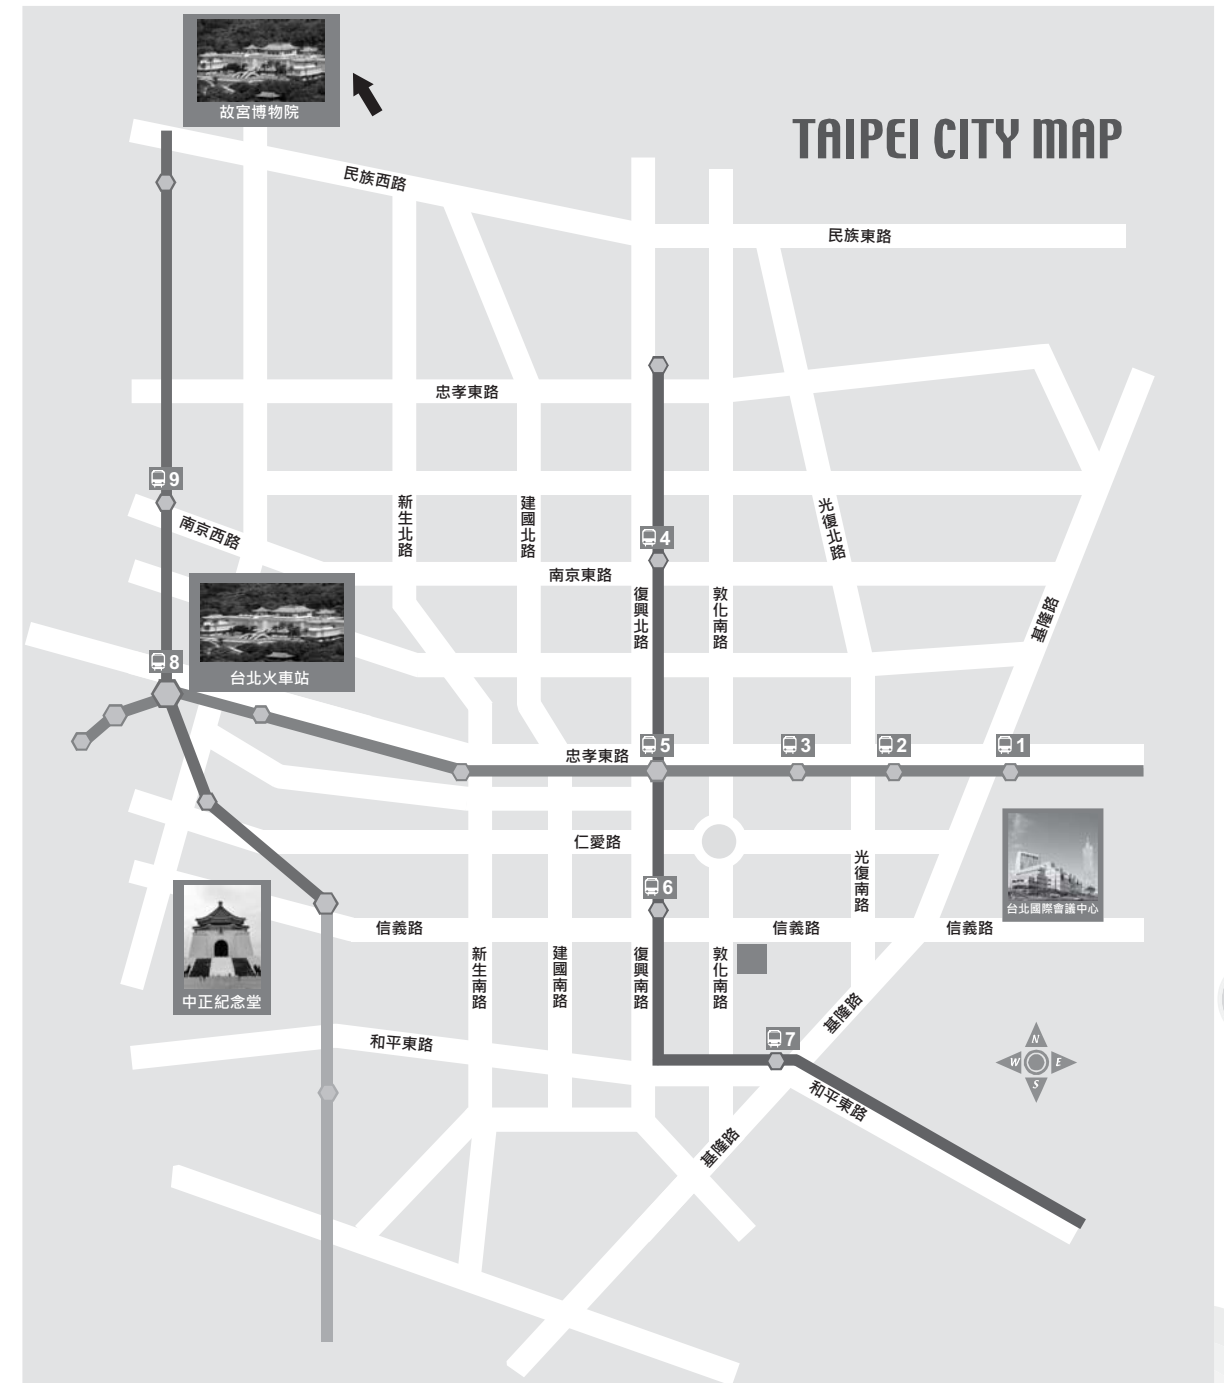 故宮博物院
TAIPEI CITY MAP
民族西路
民族東路
忠孝東路
9
新生北路
建國北路
光復北路
南京西路
4
南京東路
復興北路
敦化南路
基隆路
8
台北火車站
忠孝東路
5
3
2
1
仁愛路
光復南路
6
台北國際會議中心
信義路
信義路
信義路
中正紀念堂
新生南路
建國南路
復興南路
敦化南路
基隆路
和平東路
7
N
W
E
S
和平東路
基隆路